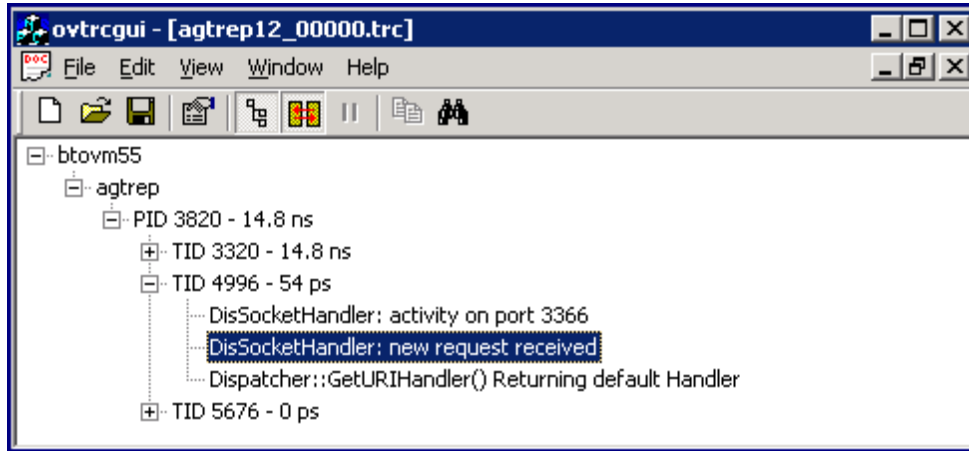 ovtrcgui - [agtrep12_00000.trc]
File Edit View Window Help
btovm55
agtrep
PID 3820 - 14.8 ns
TID 3320 - 14.8 ns
TID 4996 - 54 ps
DisSocketHandler: activity on port 3366
DisSocketHandler: new request received
Dispatcher::GetURIHandler() Returning default Handler
TID 5676 - 0 ps